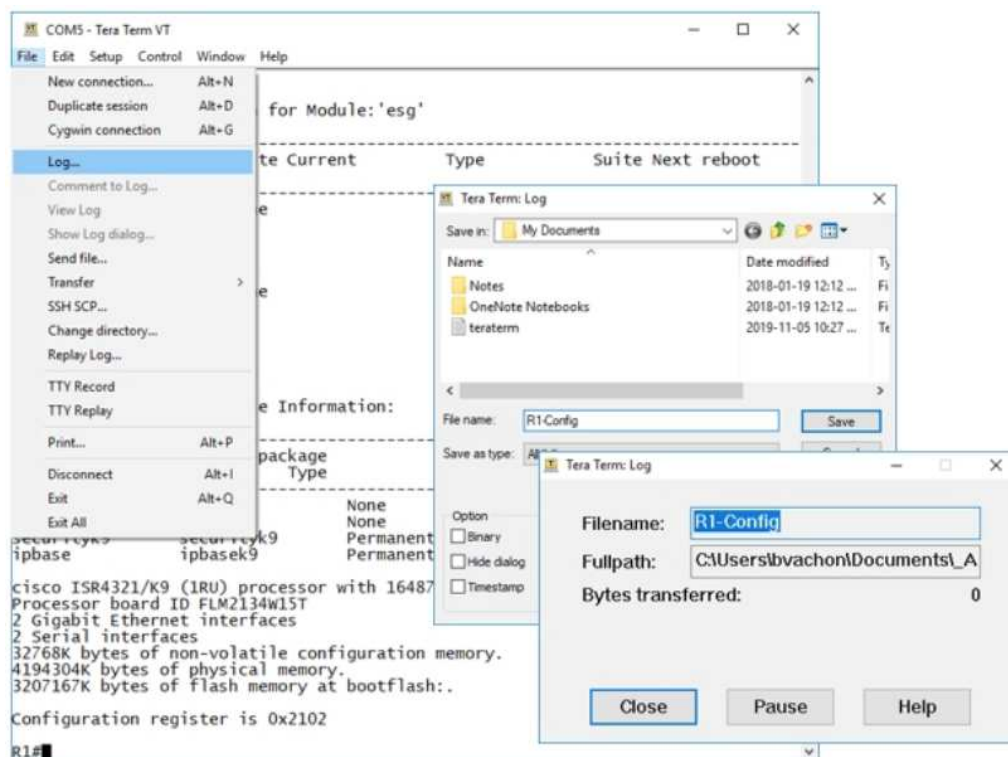 COM5 - Tera Term VT
File Edit Setup Control Window Help
New connection... Alt+N
Duplicate session Alt+D
Cygwin connection Alt+G
Log...
Comment to Log...
View Log
Show Log dialog...
Send file...
Transfer
SSH SCP...
Change directory...
Replay Log...
TTY Record
TTY Replay
Print... Alt+P
Disconnect Alt+I
Exit Alt+Q
Exit All
for Module:'esg'
te Current Type Suite Next reboot
e
e
e Information:
package
Type
None
None
securityk9 securityk9 Permanent
ipbase ipbasek9 Permanent
cisco ISR4321/K9 (1RU) processor with 16487
Processor board ID FLM2134W15T
2 Gigabit Ethernet interfaces
2 Serial interfaces
32768K bytes of non-volatile configuration memory.
4194304K bytes of physical memory.
3207167K bytes of flash memory at bootflash:.
Configuration register is 0x2102
R1#
Tera Term: Log
Save in: My Documents
Name Date modified Ty
Notes 2018-01-19 12:12 ... Fi
OneNote Notebooks 2018-01-19 12:12 ... Fi
teraterm 2019-11-05 10:27 ... Te
File name: R1-Config Save
Save as type:
Option
Binary
Hide dialog
Timestamp
Tera Term: Log
Filename: R1-Config
Fullpath: C:\Users\bvachon\Documents\_A
Bytes transferred: 0
Close Pause Help